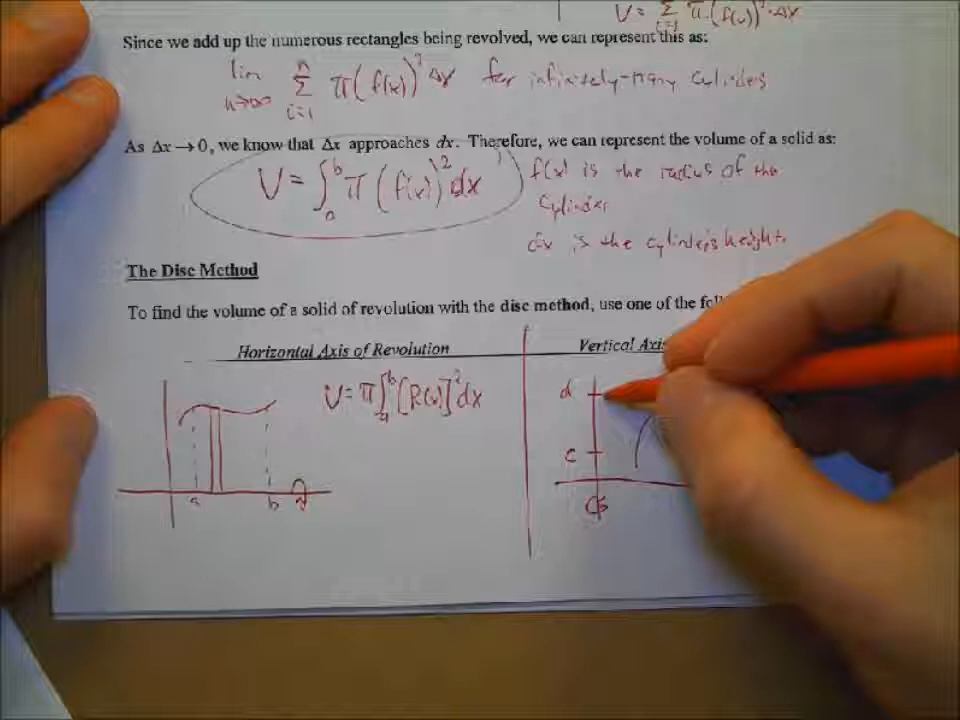 V = Σ i=1 π (f(x))² Δx
Since we add up the numerous rectangles being revolved, we can represent this as:
lim n→∞ n Σ i=1 π(f(x))² Δx for infinitely-many cylinders
As Δx → 0, we know that Δx approaches dx. Therefore, we can represent the volume of a solid as:
V = ∫ₐᵇ π (f(x))² dx
f(x) is the radius of the
cylinder
dx is the cylinder's height.
The Disc Method
To find the volume of a solid of revolution with the disc method, use one of the
Horizontal Axis of Revolution
Vertical Axis
V = π ∫ₐᵇ [R(x)]² dx
a
b
d
c